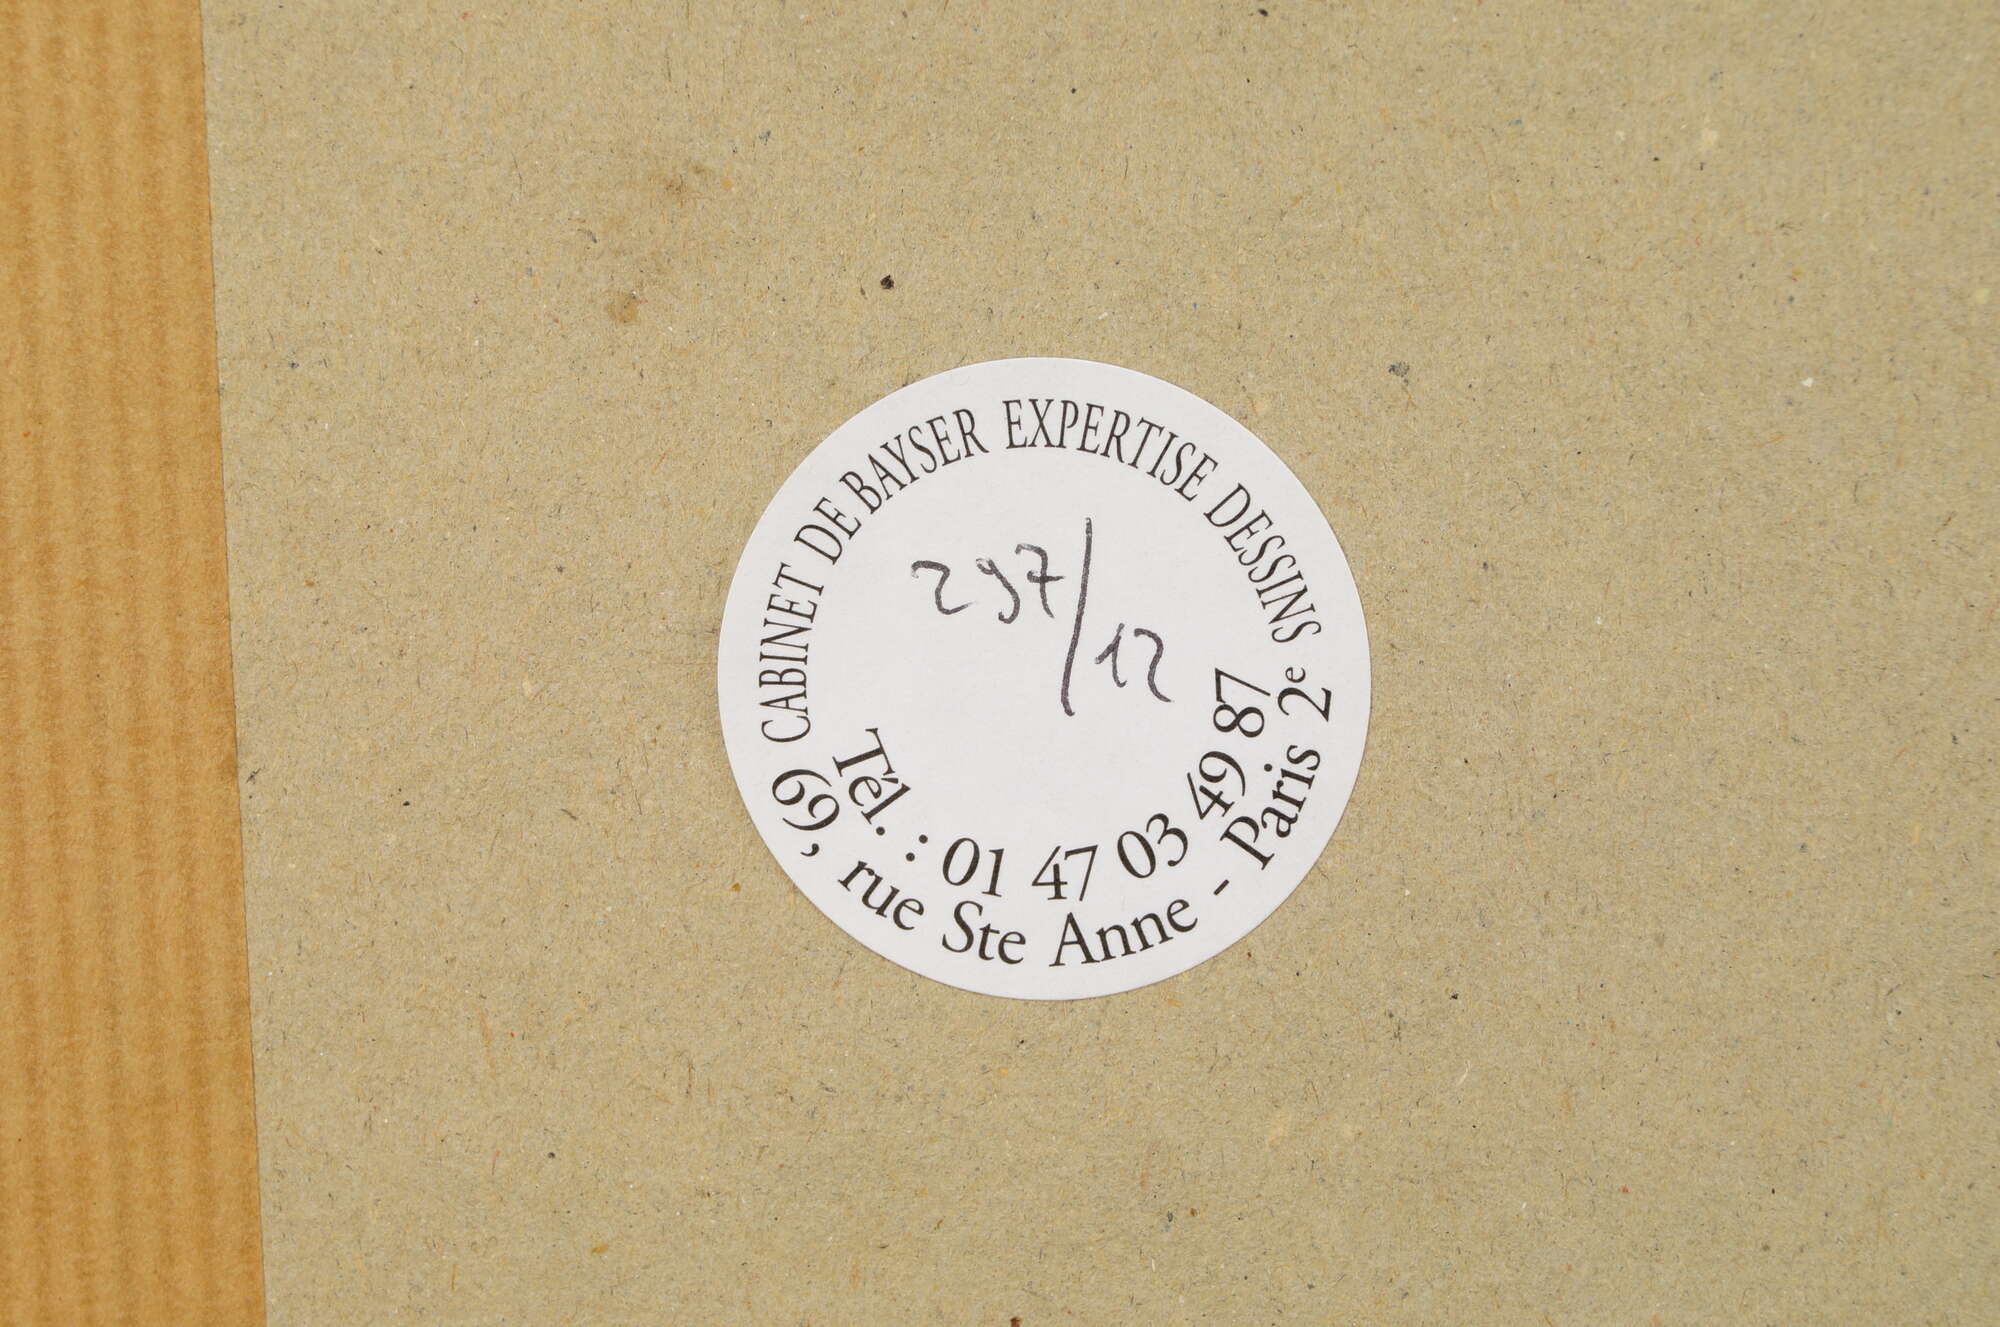 CABINET DE BAYSER EXPERTISE DESSINS
297/12
Tél. : 01 47 03 49 87
69, rue Ste Anne - Paris 2e